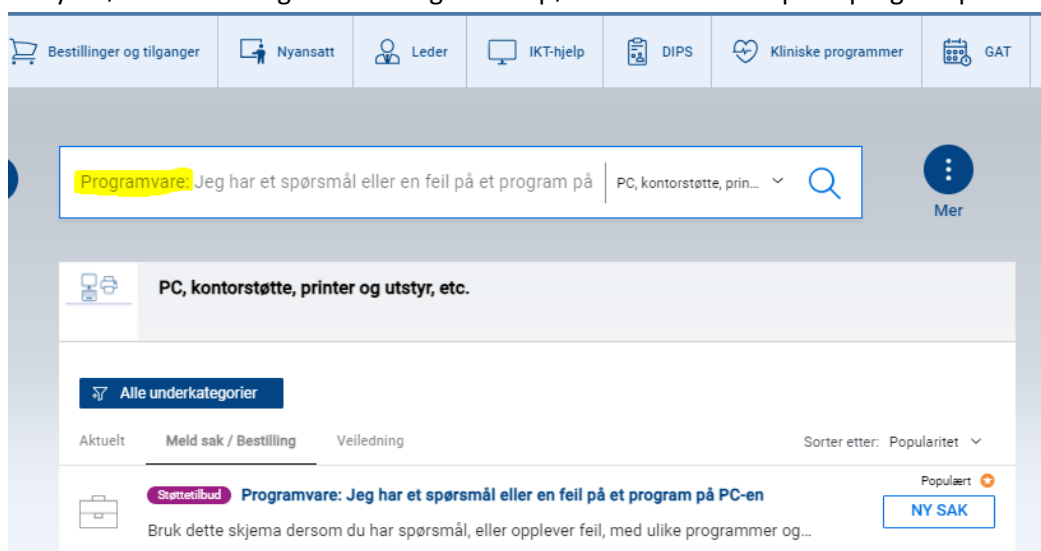 Bestillinger og tilganger Nyansatt Leder IKT-hjelp DIPS Kliniske programmer GAT
Programvare: Jeg har et spørsmål eller en feil på et program på PC, kontorstøtte, prin...
Mer
PC, kontorstøtte, printer og utstyr, etc.
Alle underkategorier
Aktuelt Meld sak / Bestilling Veiledning Sorter etter: Popularitet
Populært
Støttetilbud Programvare: Jeg har et spørsmål eller en feil på et program på PC-en
NY SAK
Bruk dette skjema dersom du har spørsmål, eller opplever feil, med ulike programmer og...